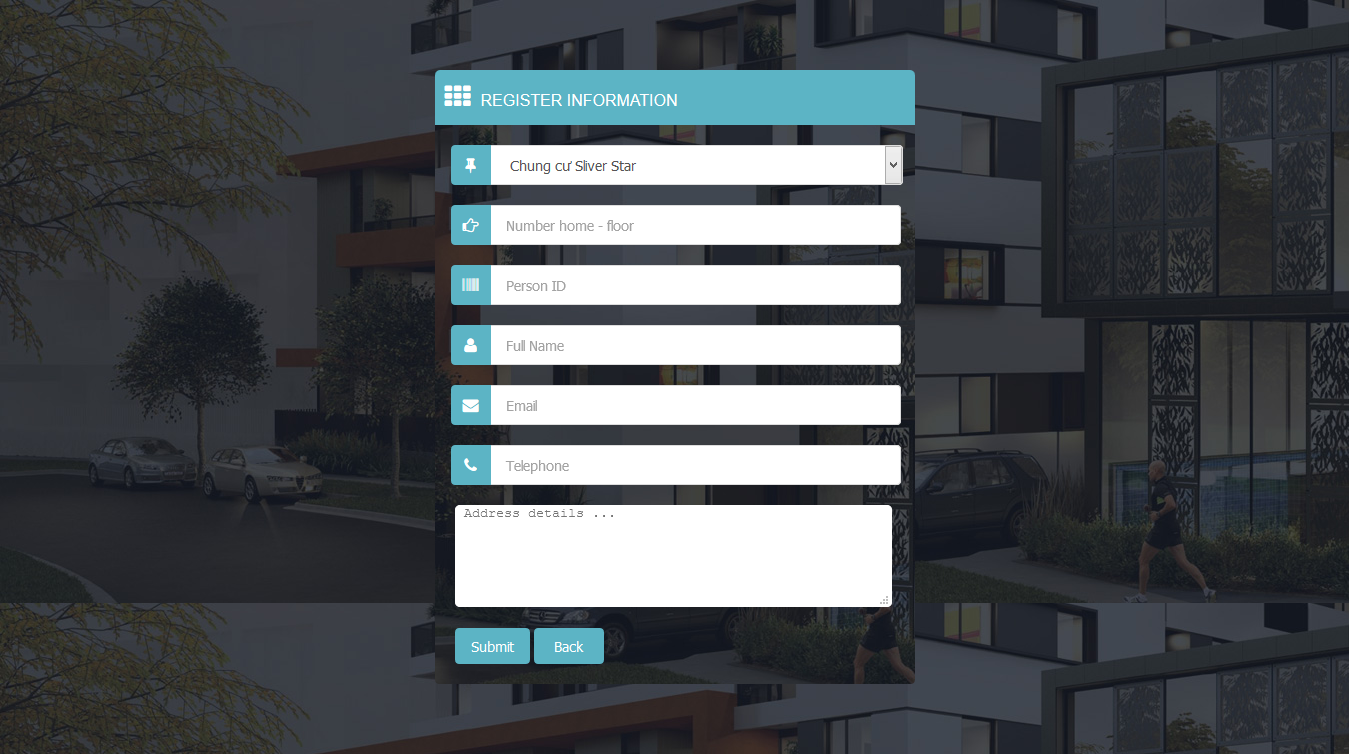 REGISTER INFORMATION
Chung cư Sliver Star
Number home - floor
Person ID
Full Name
Email
Telephone
Address details ...
Submit
Back